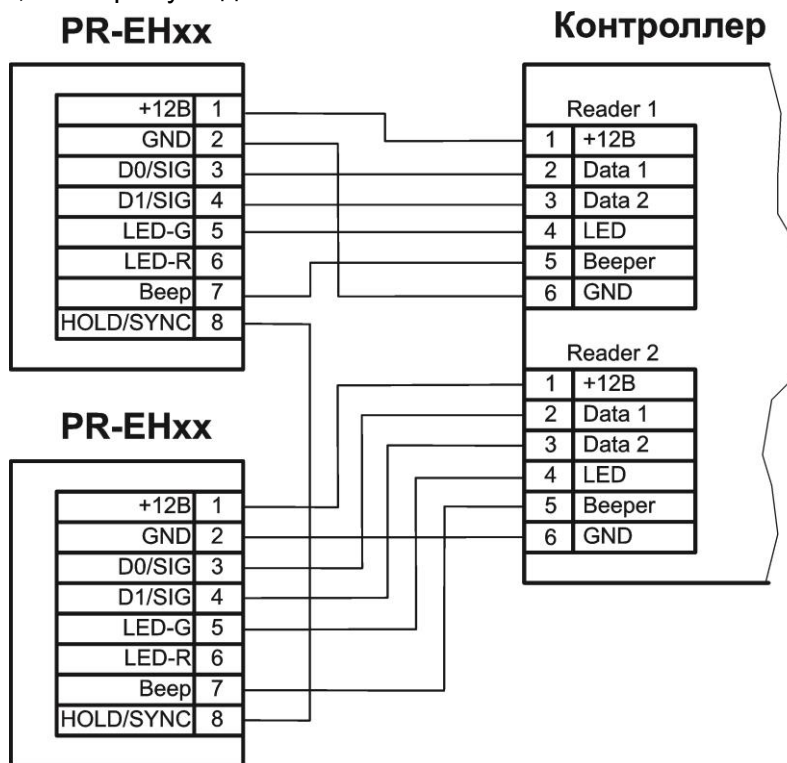 PR-EHxx
+12В 1
GND 2
D0/SIG 3
D1/SIG 4
LED-G 5
LED-R 6
Beep 7
HOLD/SYNC 8
Контроллер
Reader 1
1 +12В
2 Data 1
3 Data 2
4 LED
5 Beeper
6 GND
Reader 2
1 +12В
2 Data 1
3 Data 2
4 LED
5 Beeper
6 GND
PR-EHxx
+12В 1
GND 2
D0/SIG 3
D1/SIG 4
LED-G 5
LED-R 6
Beep 7
HOLD/SYNC 8